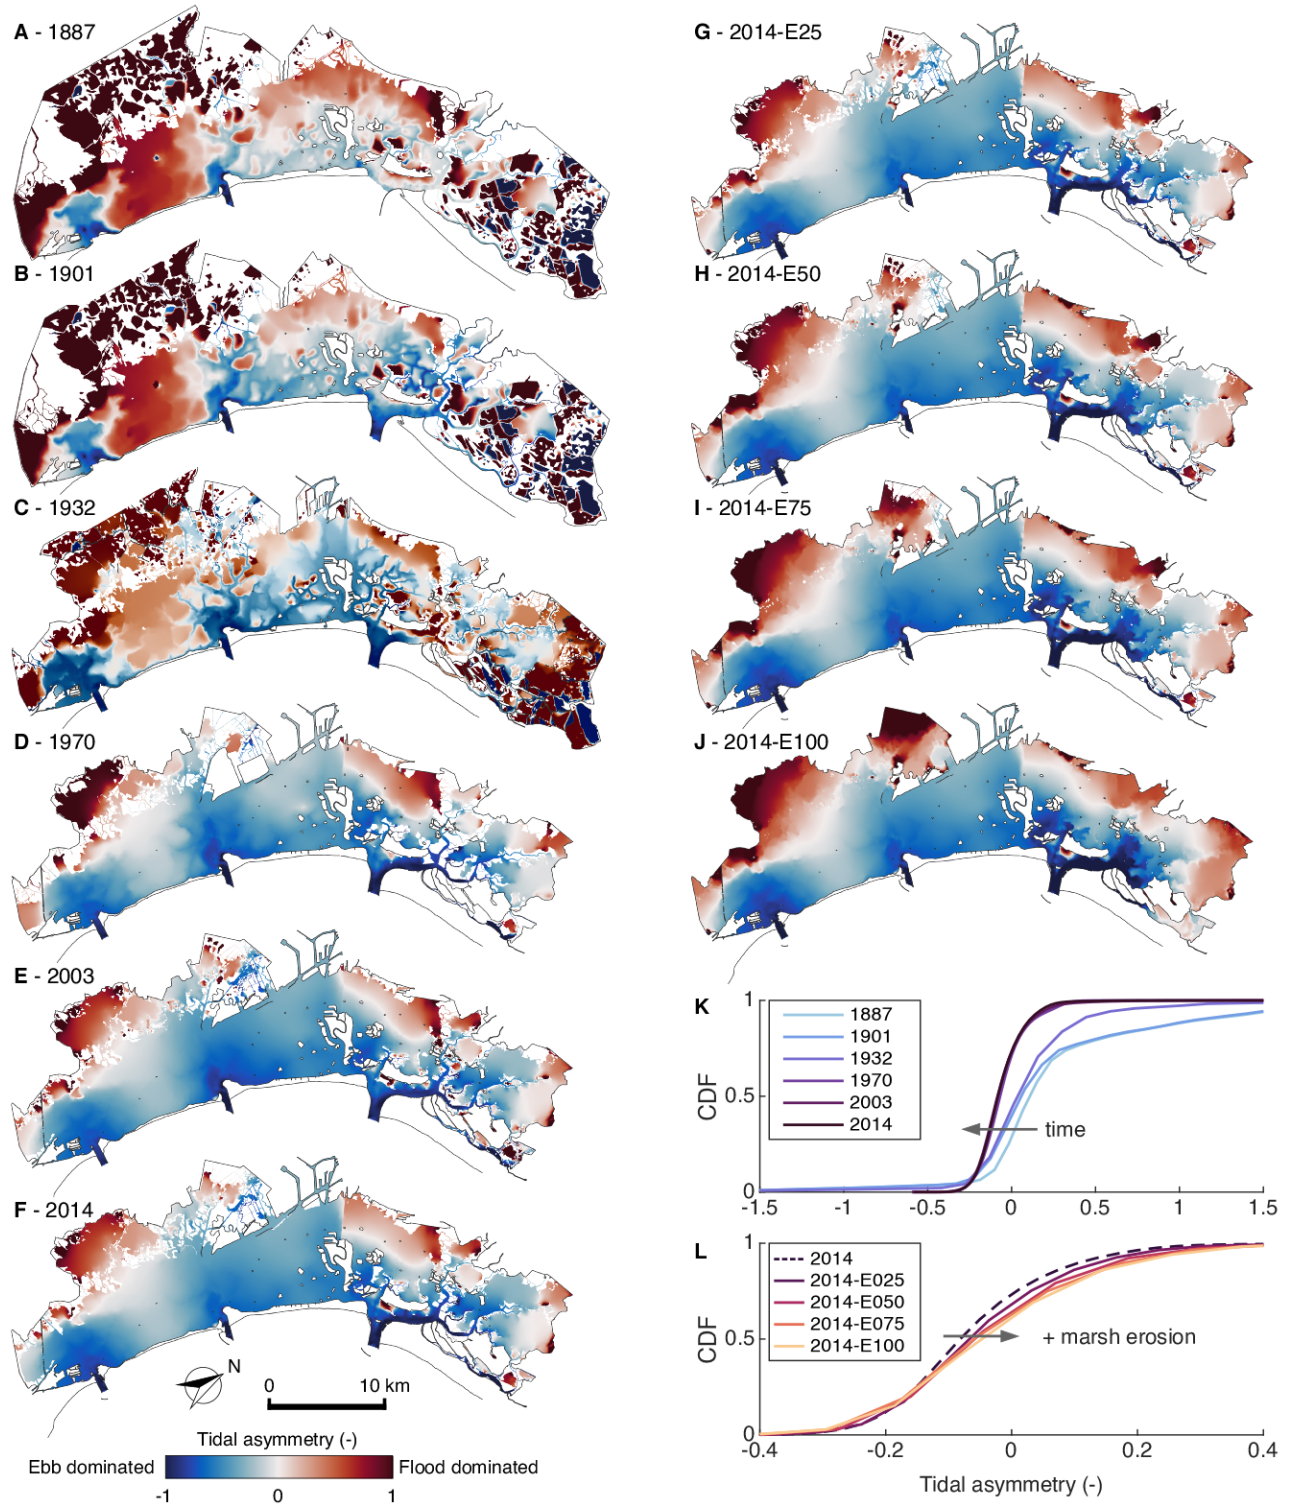 A - 1887
B - 1901
C - 1932
D - 1970
E - 2003
F - 2014
N
0 10 km
Tidal asymmetry (-)
Ebb dominated
Flood dominated
-1 0 1
G - 2014-E25
H - 2014-E50
I - 2014-E75
J - 2014-E100
K
1
0.5
0
CDF
1887
1901
1932
1970
2003
2014
time
-1.5 -1 -0.5 0 0.5 1 1.5
L
1
0.5
0
CDF
2014
2014-E025
2014-E050
2014-E075
2014-E100
+ marsh erosion
-0.4 -0.2 0 0.2 0.4
Tidal asymmetry (-)